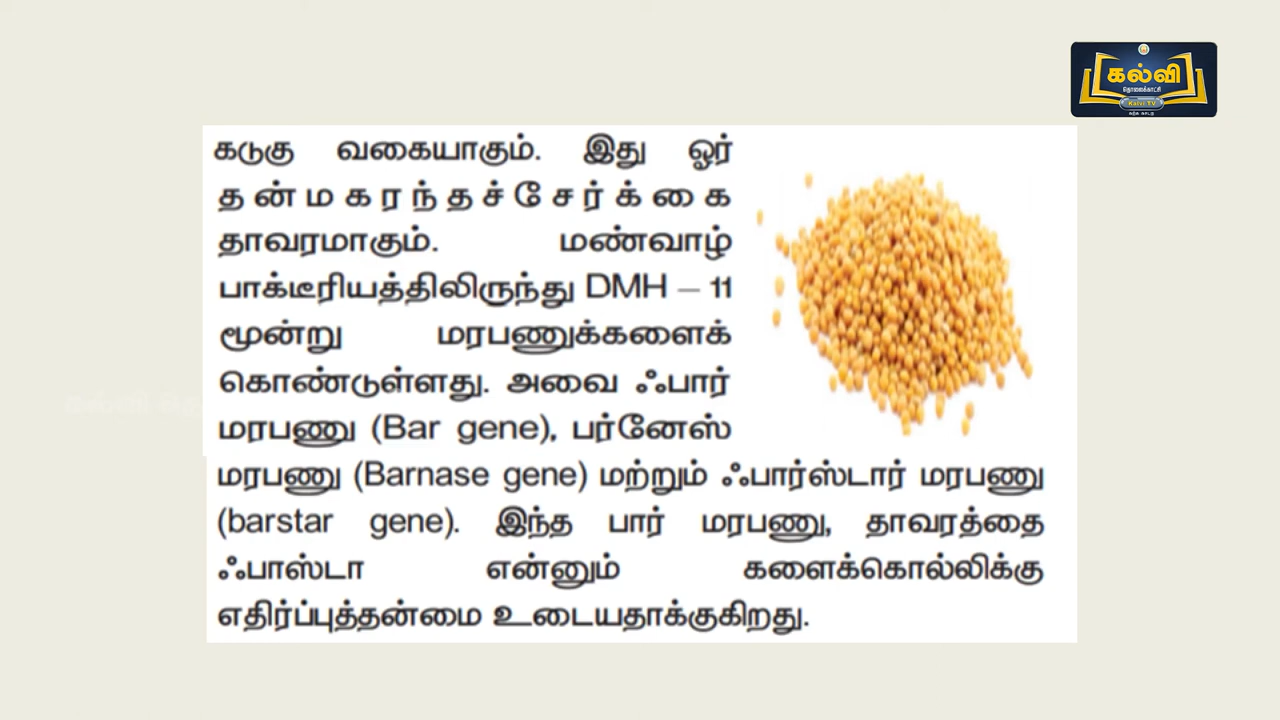 கல்வி
தொலைக்காட்சி
Kalvi TV
கடுகு வகையாகும். இது ஓர்
தன்மகரந்தச்சேர்க்கை
தாவரமாகும். மண்வாழ்
பாக்டீரியத்திலிருந்து DMH – 11
மூன்று மரபணுக்களைக்
கொண்டுள்ளது. அவை ஃபார்
மரபணு (Bar gene), பர்னேஸ்
மரபணு (Barnase gene) மற்றும் ஃபார்ஸ்டார் மரபணு
(barstar gene). இந்த பார் மரபணு, தாவரத்தை
ஃபாஸ்டா என்னும் களைக்கொல்லிக்கு
எதிர்ப்புத்தன்மை உடையதாக்குகிறது.